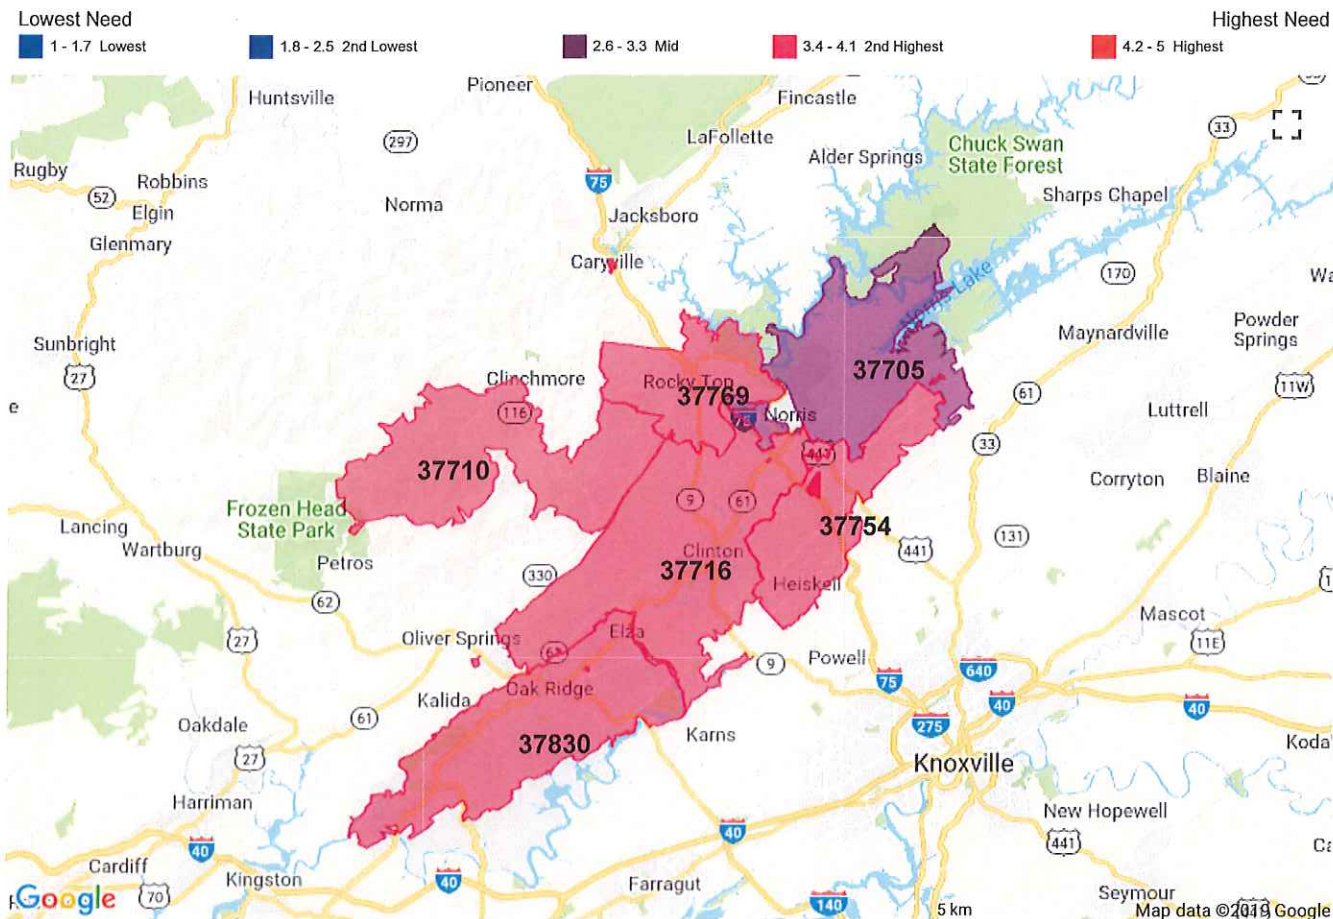 Lowest Need
Highest Need
1 - 1.7 Lowest
1.8 - 2.5 2nd Lowest
2.6 - 3.3 Mid
3.4 - 4.1 2nd Highest
4.2 - 5 Highest
Pioneer
Huntsville
Fincastle
33
297
LaFollette
Chuck Swan
State Forest
Alder Springs
Rugby
Robbins
75
52
Elgin
Norma
Sharps Chapel
Jacksboro
Glenmary
Caryville
170
Norris Lake
Maynardville
Powder
Springs
Sunbright
27
Clinchmore
Rocky Top
37705
11W
37769
61
e
116
75
Norris
Luttrell
33
441
37710
Corryton
Blaine
9
61
Frozen Head
State Park
Lancing
37754
Wartburg
441
131
Clinton
Petros
37716
330
Heiskell
62
Mascot
Oliver Springs
Elza
27
11E
9
Powell
640
75
Kalida
Oak Ridge
40
40
61
275
Oakdale
Karns
37830
27
Koda
Knoxville
Harriman
New Hopewell
40
40
441
Cardiff
Kingston
40
Farragut
Google
70
140
Seymour
5 km
Map data ©2019 Google